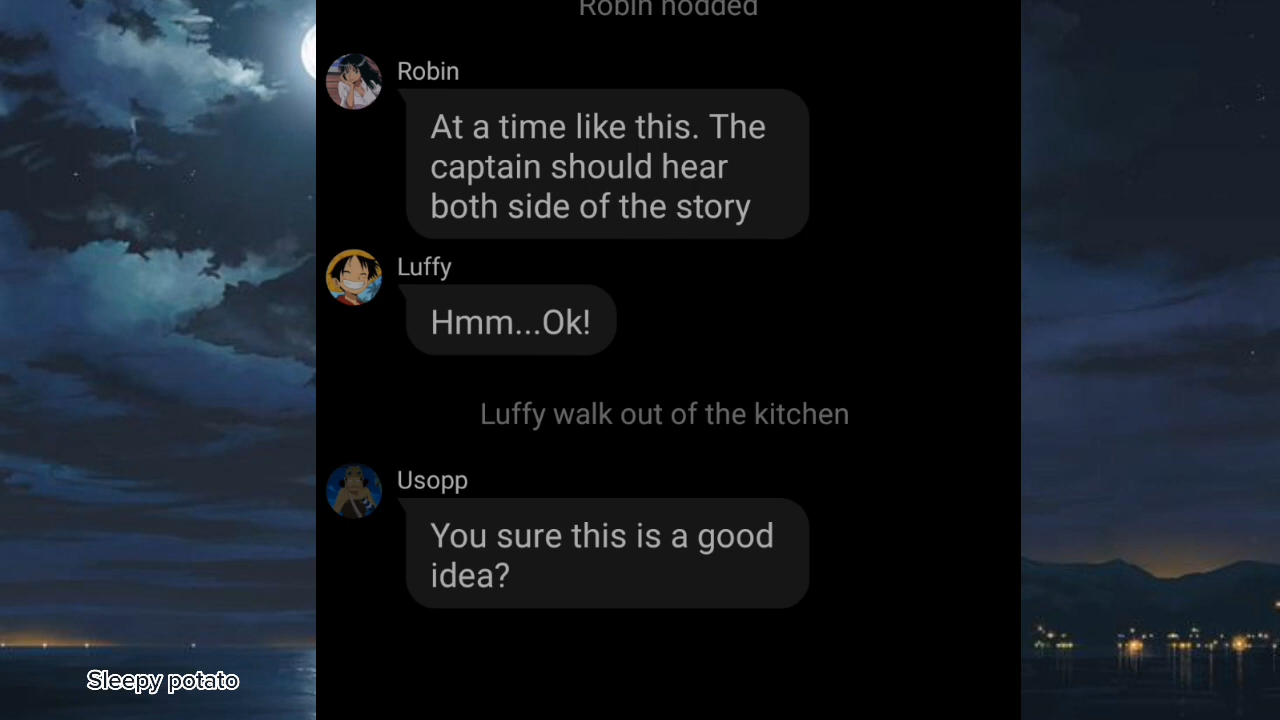 Robin nodded
Robin
At a time like this. The
captain should hear
both side of the story
Luffy
Hmm...Ok!
Luffy walk out of the kitchen
Usopp
You sure this is a good
idea?
Sleepy potato